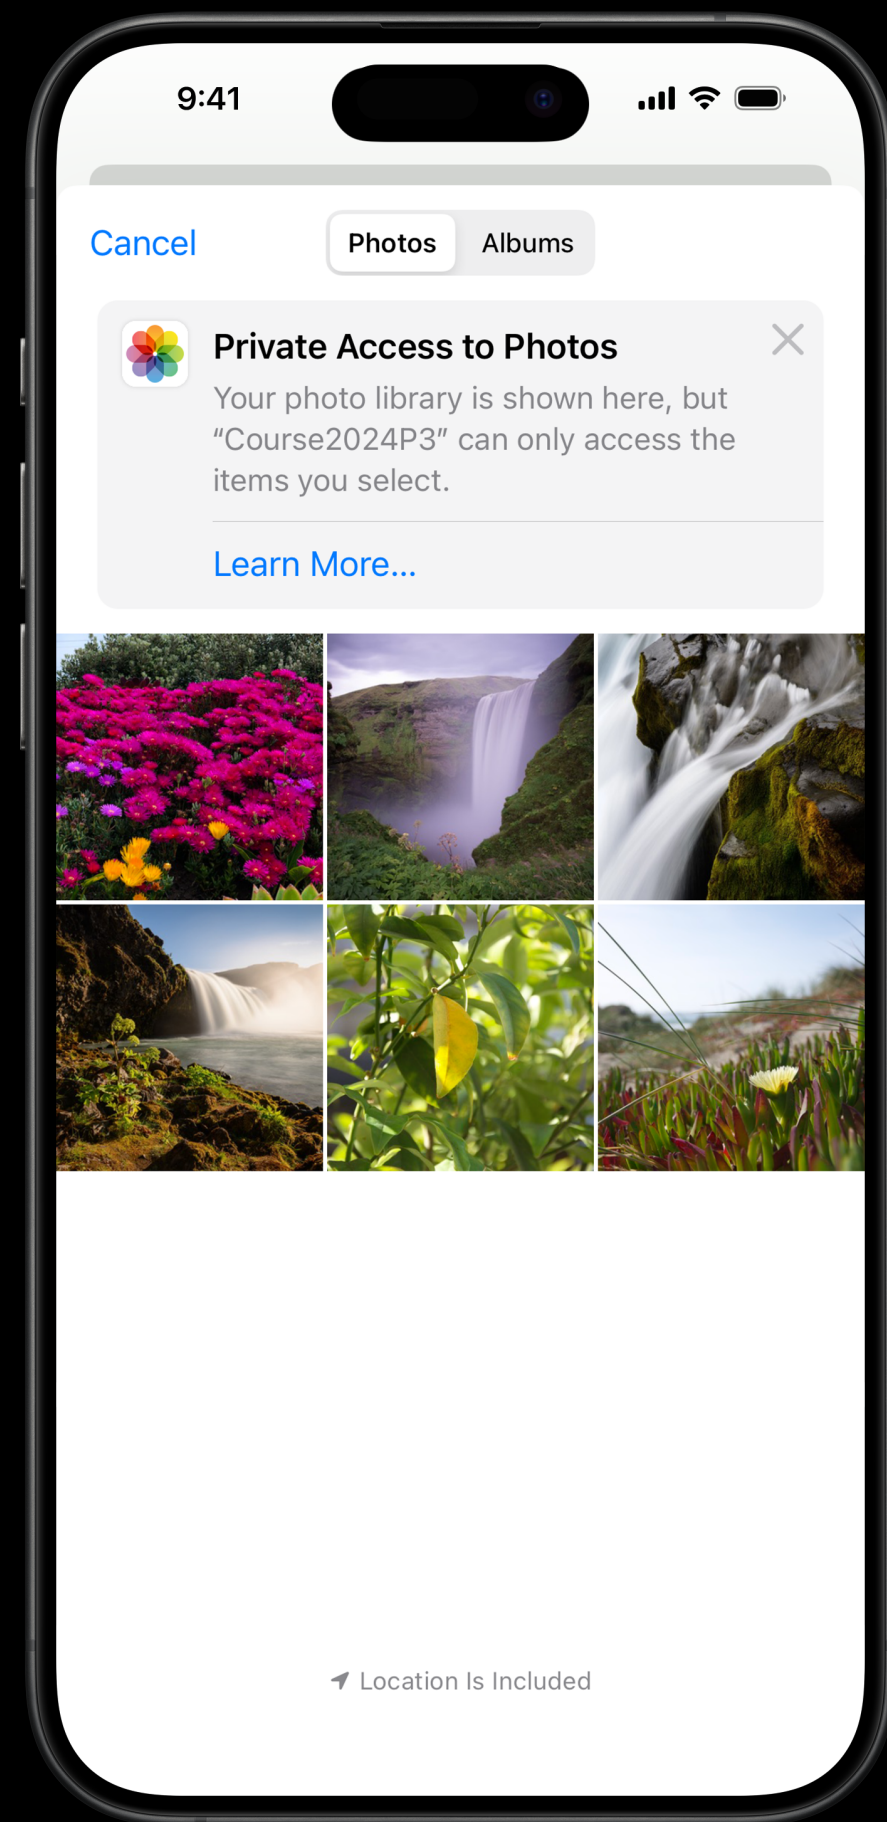 9:41
Cancel
Photos
Albums
Private Access to Photos
Your photo library is shown here, but
“Course2024P3” can only access the
items you select.
Learn More...
Location Is Included